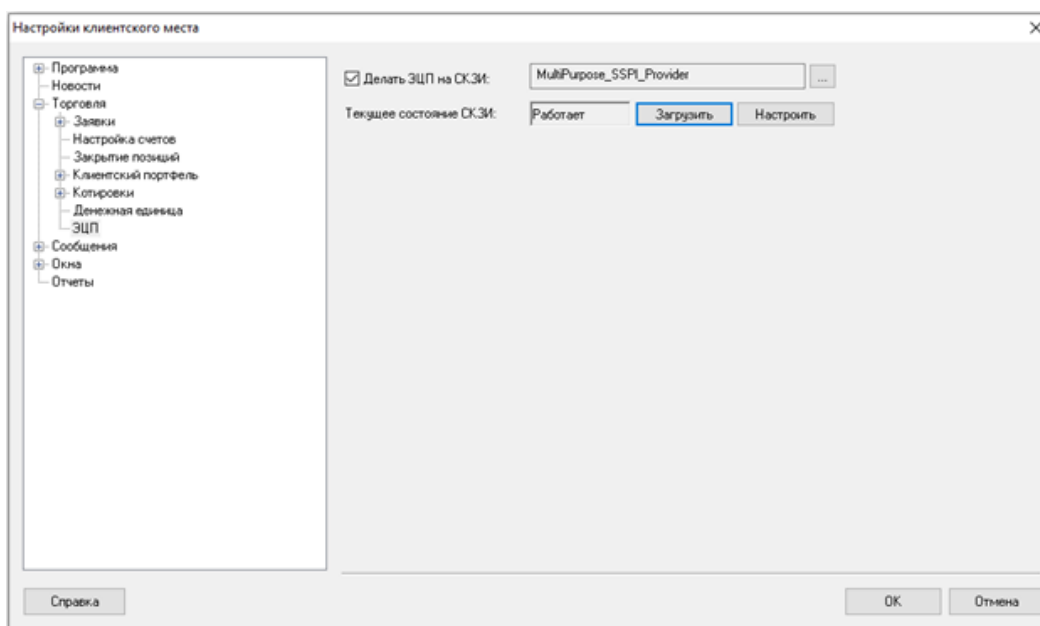 Настройки клиентского места
Программа
Новости
Торговля
Заявки
Настройка счетов
Закрытие позиций
Клиентский портфель
Котировки
Денежная единица
ЭЦП
Сообщения
Окна
Отчеты
Делать ЭЦП на СКЗИ: MultiPurpose_SSPI_Provider ...
Текущее состояние СКЗИ: Работает Загрузить Настроить
Справка OK Отмена